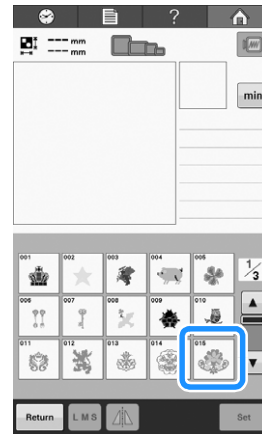 ?
--- mm
--- mm
min
001 002 003 004 005
1/3
006 007 008 009 010
011 012 013 014 015
Return L M S Set